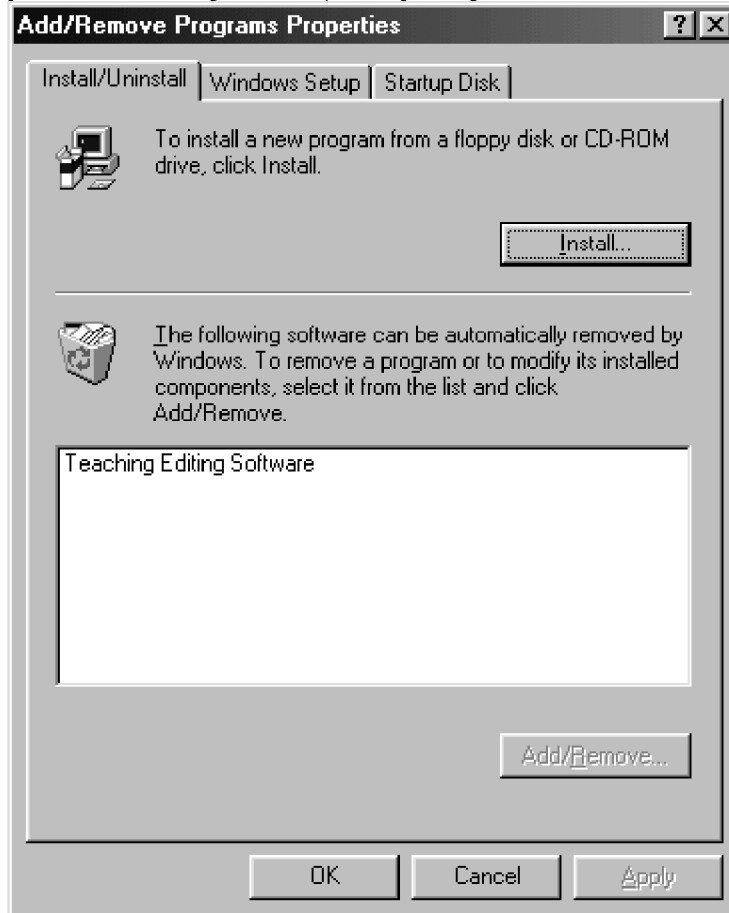 Add/Remove Programs Properties
? X
Install/Uninstall Windows Setup Startup Disk
To install a new program from a floppy disk or CD-ROM
drive, click Install.
Install...
The following software can be automatically removed by
Windows. To remove a program or to modify its installed
components, select it from the list and click
Add/Remove.
Teaching Editing Software
Add/Remove...
OK Cancel Apply